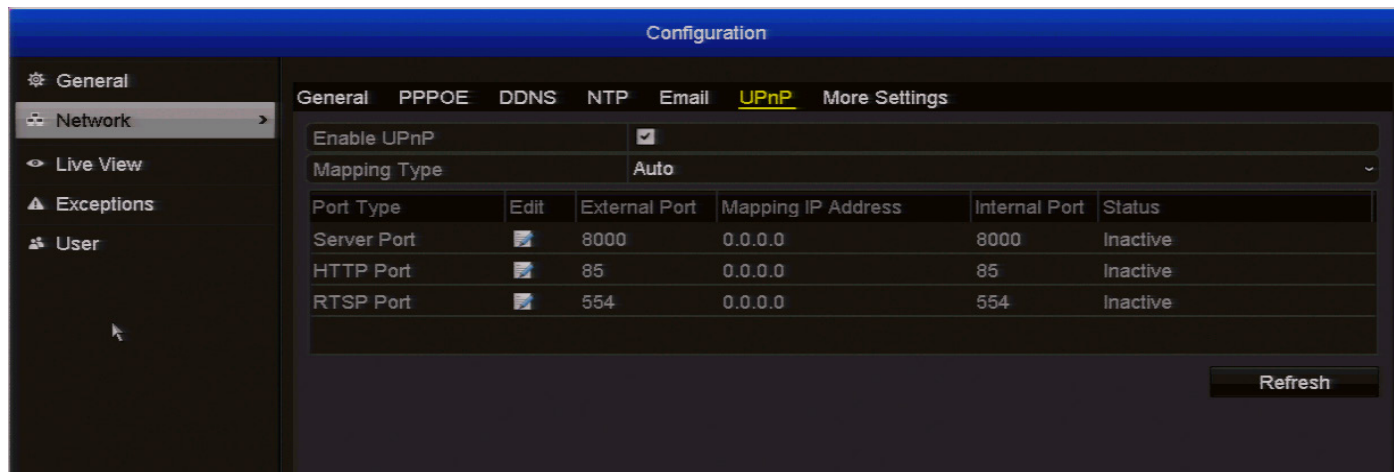 Configuration
General
Network
Live View
Exceptions
User
General PPPOE DDNS NTP Email UPnP More Settings
Enable UPnP
Mapping Type Auto
Port Type Edit External Port Mapping IP Address Internal Port Status
Server Port 8000 0.0.0.0 8000 Inactive
HTTP Port 85 0.0.0.0 85 Inactive
RTSP Port 554 0.0.0.0 554 Inactive
Refresh